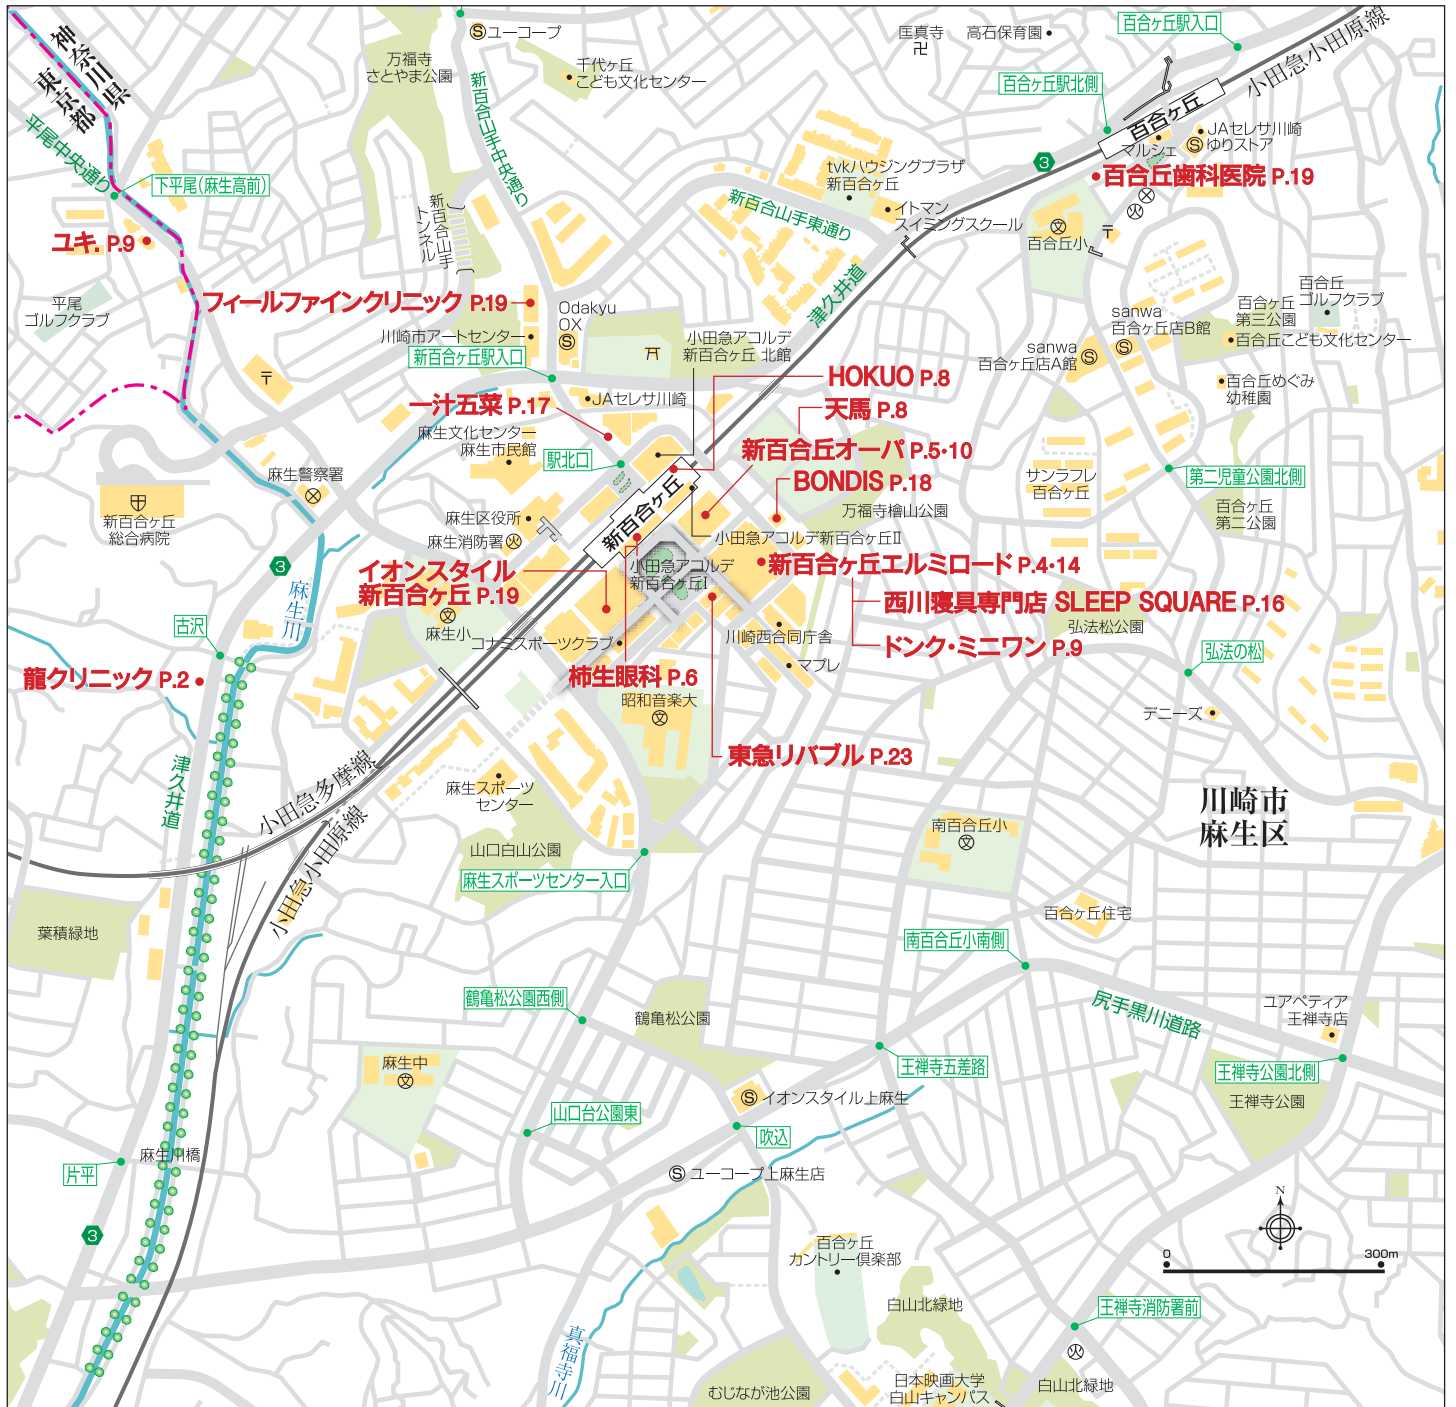 神奈川県
東京都
平尾中央通り
下平尾(麻生高前)
ユキ. P.9
平尾
ゴルフクラブ
万福寺
さとやま公園
Ⓢユーコープ
千代ヶ丘
こども文化センター
新百合山手中央通り
新百合山手
トンネル
匡真寺
卍
高石保育園
百合ヶ丘駅入口
小田急小田原線
百合ヶ丘駅北側
百合ヶ丘
マルシェ
JAセレサ川崎
Ⓢゆりストア
3
百合丘歯科医院 P.19
tvkハウジングプラザ
新百合ヶ丘
イトマン
スイミングスクール
新百合山手東通り
津久井道
文
百合丘小
〒
百合丘
ゴルフクラブ
百合ヶ丘
第三公園
百合丘こども文化センター
sanwa
百合ヶ丘店B館
Ⓢ
sanwa
百合ヶ丘店A館
Ⓢ
百合丘めぐみ
幼稚園
フィールファインクリニック P.19
川崎市アートセンター
新百合ヶ丘駅入口
Odakyu
OX
Ⓢ
小田急アコルデ
新百合ヶ丘 北館
HOKUO P.8
天馬 P.8
一汁五菜 P.17
JAセレサ川崎
麻生文化センター
麻生市民館
駅北口
新百合丘オーパ P.5・10
BONDIS P.18
万福寺檜山公園
サンラフレ
百合ヶ丘
第二児童公園北側
百合ヶ丘
第二公園
〒
麻生警察署
新百合ヶ丘
総合病院
麻生区役所
麻生消防署
火
新百合ヶ丘
小田急アコルデ新百合ヶ丘Ⅱ
小田急アコルデ
新百合ヶ丘Ⅰ
新百合ヶ丘エルミロード P.4・14
西川寝具専門店 SLEEP SQUARE P.16
弘法松公園
ドンク・ミニワン P.9
弘法の松
イオンスタイル
新百合ヶ丘 P.19
文
麻生小
コナミスポーツクラブ
川崎西合同庁舎
マプレ
柿生眼科 P.6
昭和音楽大
文
東急リバブル P.23
デニーズ
3
麻生川
古沢
龍クリニック P.2
津久井道
小田急多摩線
小田急小田原線
麻生スポーツ
センター
山口白山公園
麻生スポーツセンター入口
川崎市
麻生区
南百合丘小
文
百合ヶ丘住宅
南百合丘小南側
葉積緑地
鶴亀松公園西側
鶴亀松公園
尻手黒川道路
ユアペティア
王禅寺店
王禅寺五差路
王禅寺公園北側
王禅寺公園
麻生中
文
Ⓢイオンスタイル上麻生
山口台公園東
吹込
麻生川橋
片平
3
Ⓢユーコープ上麻生店
N
0
300m
百合ヶ丘
カントリー倶楽部
白山北緑地
王禅寺消防署前
火
白山北緑地
真福寺川
むじなが池公園
日本映画大学
白山キャンパス